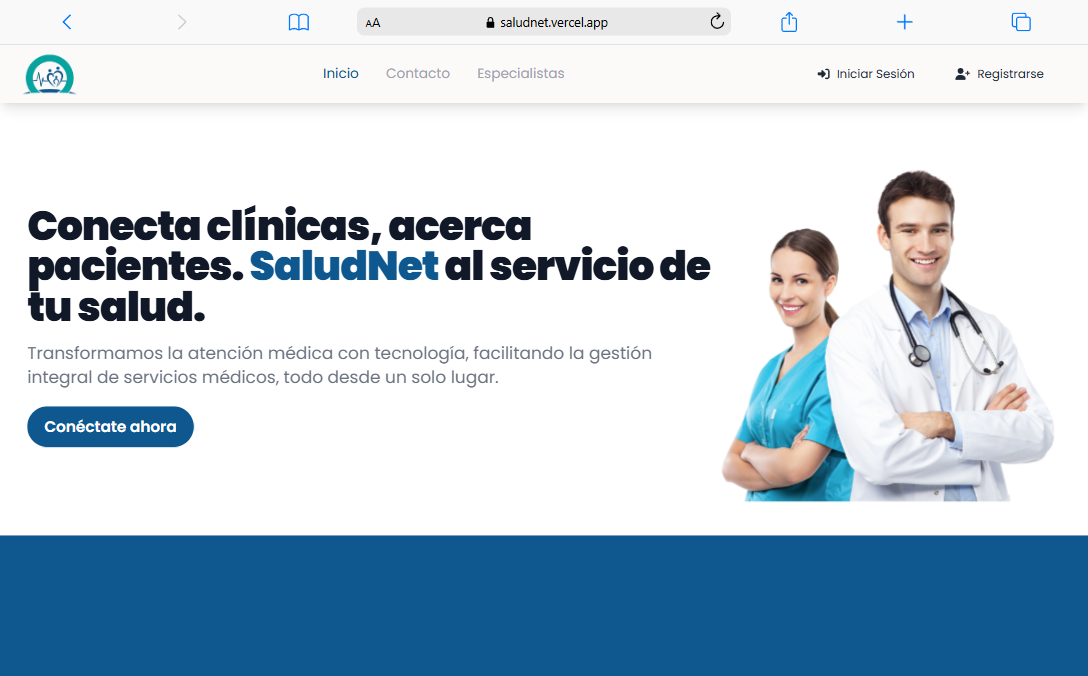 AA saludnet.vercel.app
Inicio Contacto Especialistas Iniciar Sesión Registrarse
Conecta clínicas, acerca
pacientes. SaludNet al servicio de
tu salud.
Transformamos la atención médica con tecnología, facilitando la gestión
integral de servicios médicos, todo desde un solo lugar.
Conéctate ahora